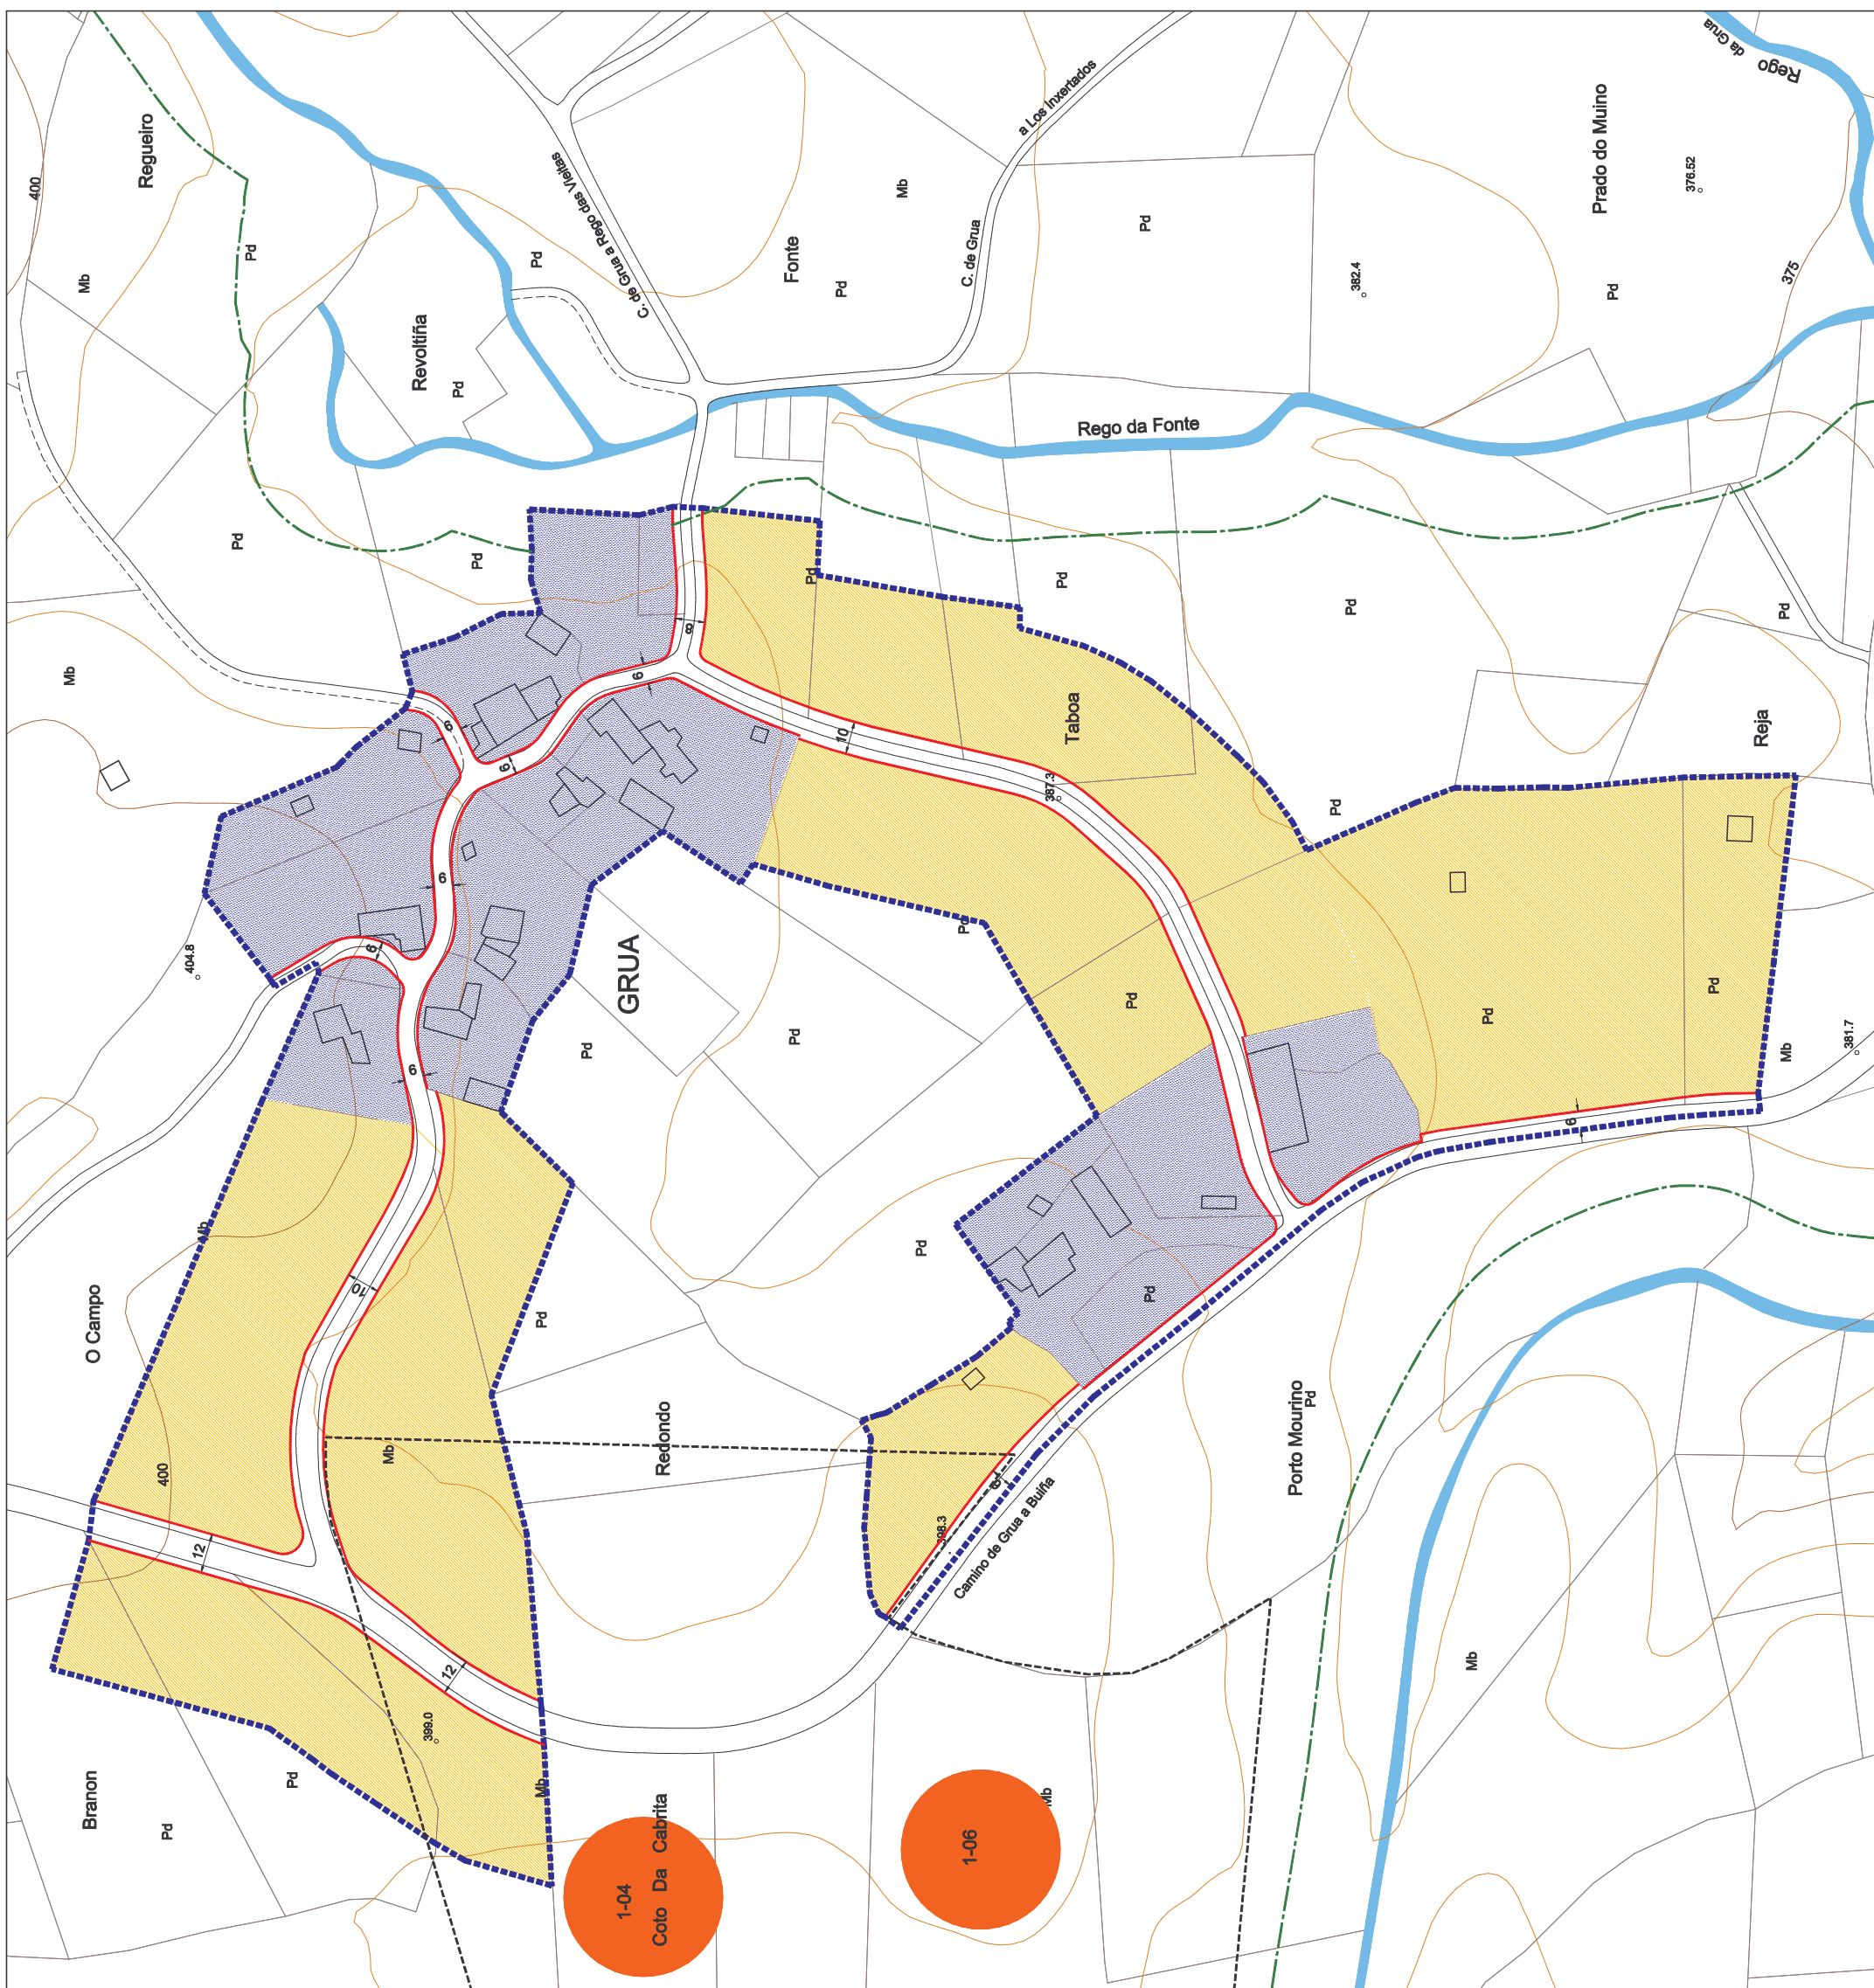 400
Regueiro
Mb
Pd
Revoltiña
Pd
Pd
C. de Grua a Rego das Vleitas
Fonte
Pd
Mb
C. de Grua
a Los Inxertados
Pd
382.4
Prado do Muino
376.52
Pd
375
Rego
da Grua
Rego da Fonte
Pd
Pd
Mb
Pd
Pd
Pd
Pd
8
6
6
6
10
Taboa
387.3
Pd
Reja
6
404.8
6
GRUA
Pd
6
Pd
Pd
Pd
Pd
Pd
Mb
381.7
6
Mb
O Campo
10
Pd
Pd
Pd
400
Mb
Redondo
Porto Mourino
Pd
12
398.3
6
Camino de Grua a Buiña
12
399.0
Mb
Branon
Pd
Pd
Mb
Mb
1-04
Coto Da Cabrita
1-06